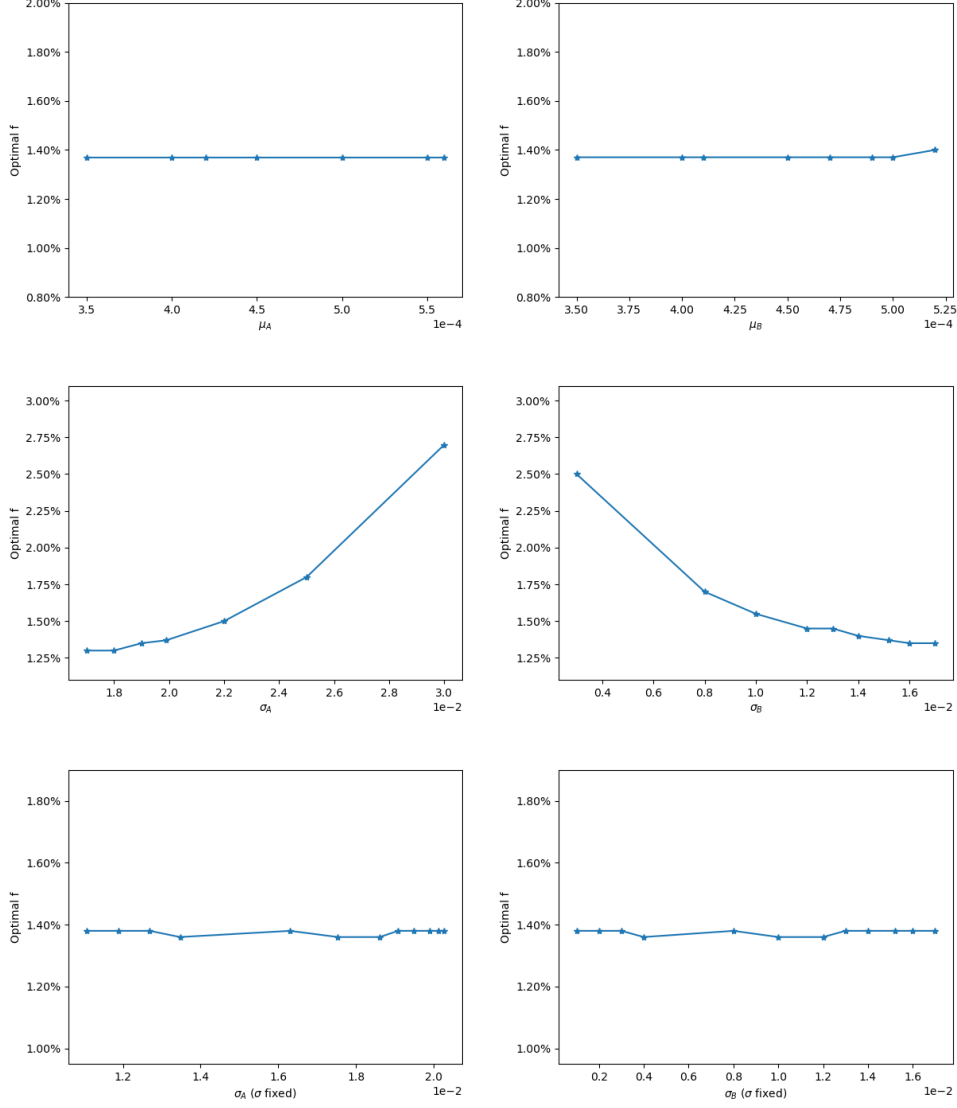 2.00%
1.80%
1.60%
1.40%
1.20%
1.00%
0.80%
Optimal f
3.5 4.0 4.5 5.0 5.5
1e−4
μ_A
2.00%
1.80%
1.60%
1.40%
1.20%
1.00%
0.80%
Optimal f
3.50 3.75 4.00 4.25 4.50 4.75 5.00 5.25
1e−4
μ_B
3.00%
2.75%
2.50%
2.25%
2.00%
1.75%
1.50%
1.25%
Optimal f
1.8 2.0 2.2 2.4 2.6 2.8 3.0
1e−2
σ_A
3.00%
2.75%
2.50%
2.25%
2.00%
1.75%
1.50%
1.25%
Optimal f
0.4 0.6 0.8 1.0 1.2 1.4 1.6
1e−2
σ_B
1.80%
1.60%
1.40%
1.20%
1.00%
Optimal f
1.2 1.4 1.6 1.8 2.0
1e−2
σ_A (σ fixed)
1.80%
1.60%
1.40%
1.20%
1.00%
Optimal f
0.2 0.4 0.6 0.8 1.0 1.2 1.4 1.6
1e−2
σ_B (σ fixed)